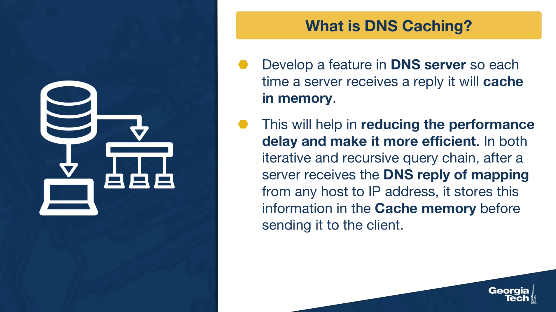 What is DNS Caching?
Develop a feature in DNS server so each
time a server receives a reply it will cache
in memory.
This will help in reducing the performance
delay and make it more efficient. In both
iterative and recursive query chain, after a
server receives the DNS reply of mapping
from any host to IP address, it stores this
information in the Cache memory before
sending it to the client.
Georgia
Tech